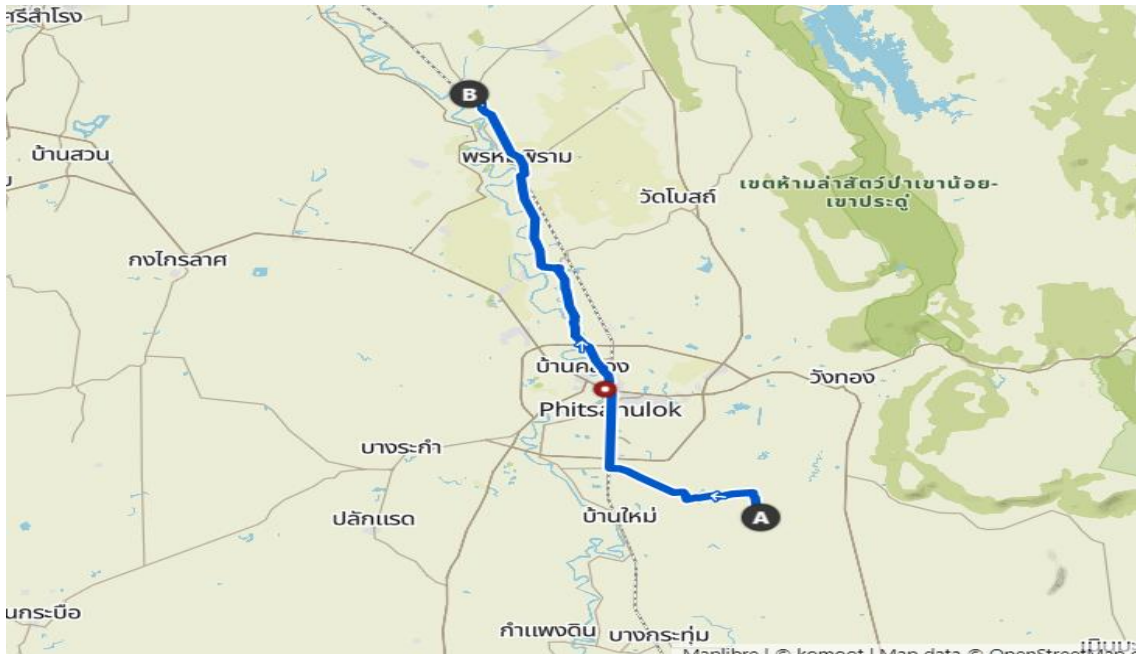 ศรีสำโรง
B
บ้านสวน
พรหมพิราม
วัดโบสถ์
เขตห้ามล่าสัตว์ป่าเขาน้อย-
เขาประดู่
กงไกรลาศ
บ้านคลอง
วังทอง
Phitsanulok
บางระกำ
ปลักแรด
บ้านใหม่
A
นกระบือ
กำแพงดิน
บางกระทุ่ม
Maplibre | © komoot | Map data © OpenStreetMap